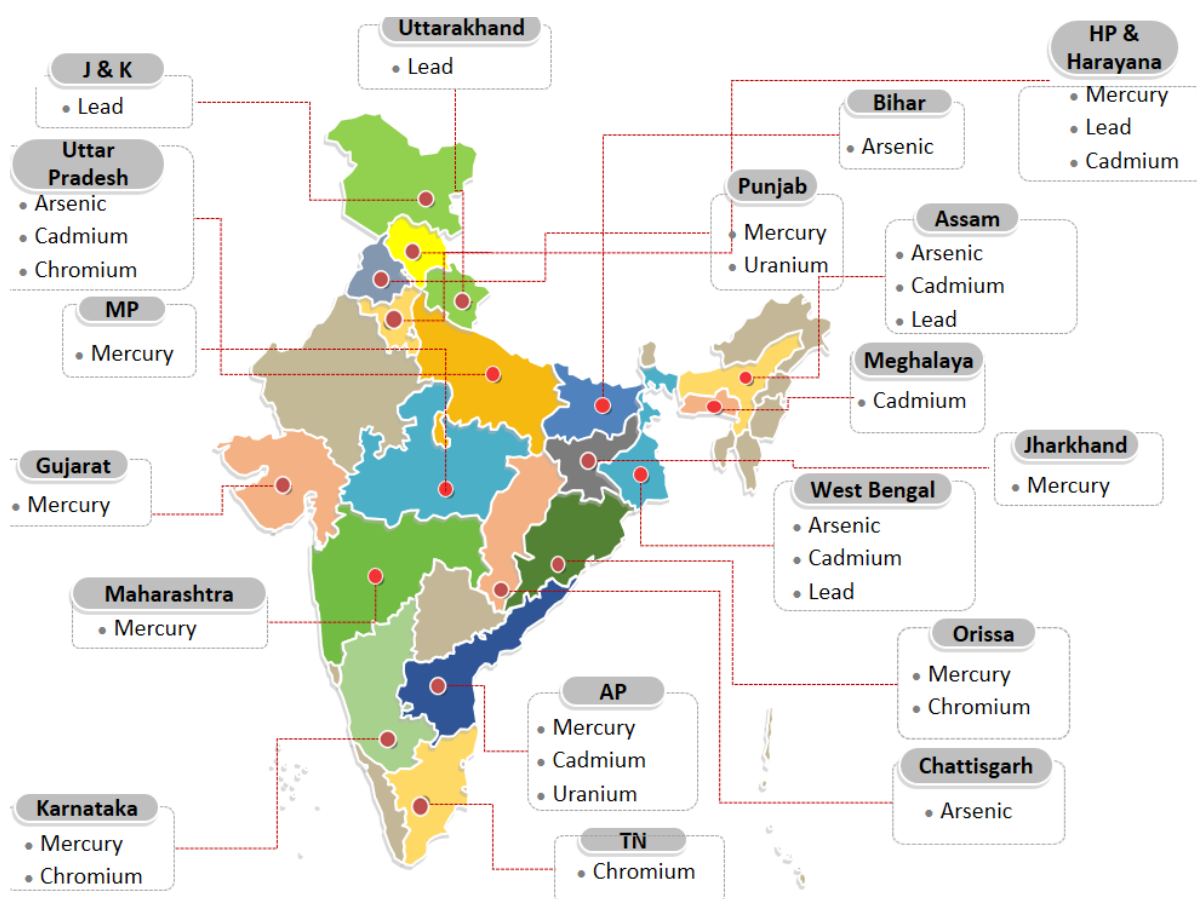 Uttarakhand
• Lead
HP &
Harayana
• Mercury
• Lead
• Cadmium
J & K
• Lead
Bihar
• Arsenic
Uttar
Pradesh
• Arsenic
• Cadmium
• Chromium
Punjab
• Mercury
• Uranium
Assam
• Arsenic
• Cadmium
• Lead
MP
• Mercury
Meghalaya
• Cadmium
Jharkhand
• Mercury
Gujarat
• Mercury
West Bengal
• Arsenic
• Cadmium
• Lead
Maharashtra
• Mercury
Orissa
• Mercury
• Chromium
AP
• Mercury
• Cadmium
• Uranium
Chattisgarh
• Arsenic
Karnataka
• Mercury
• Chromium
TN
• Chromium